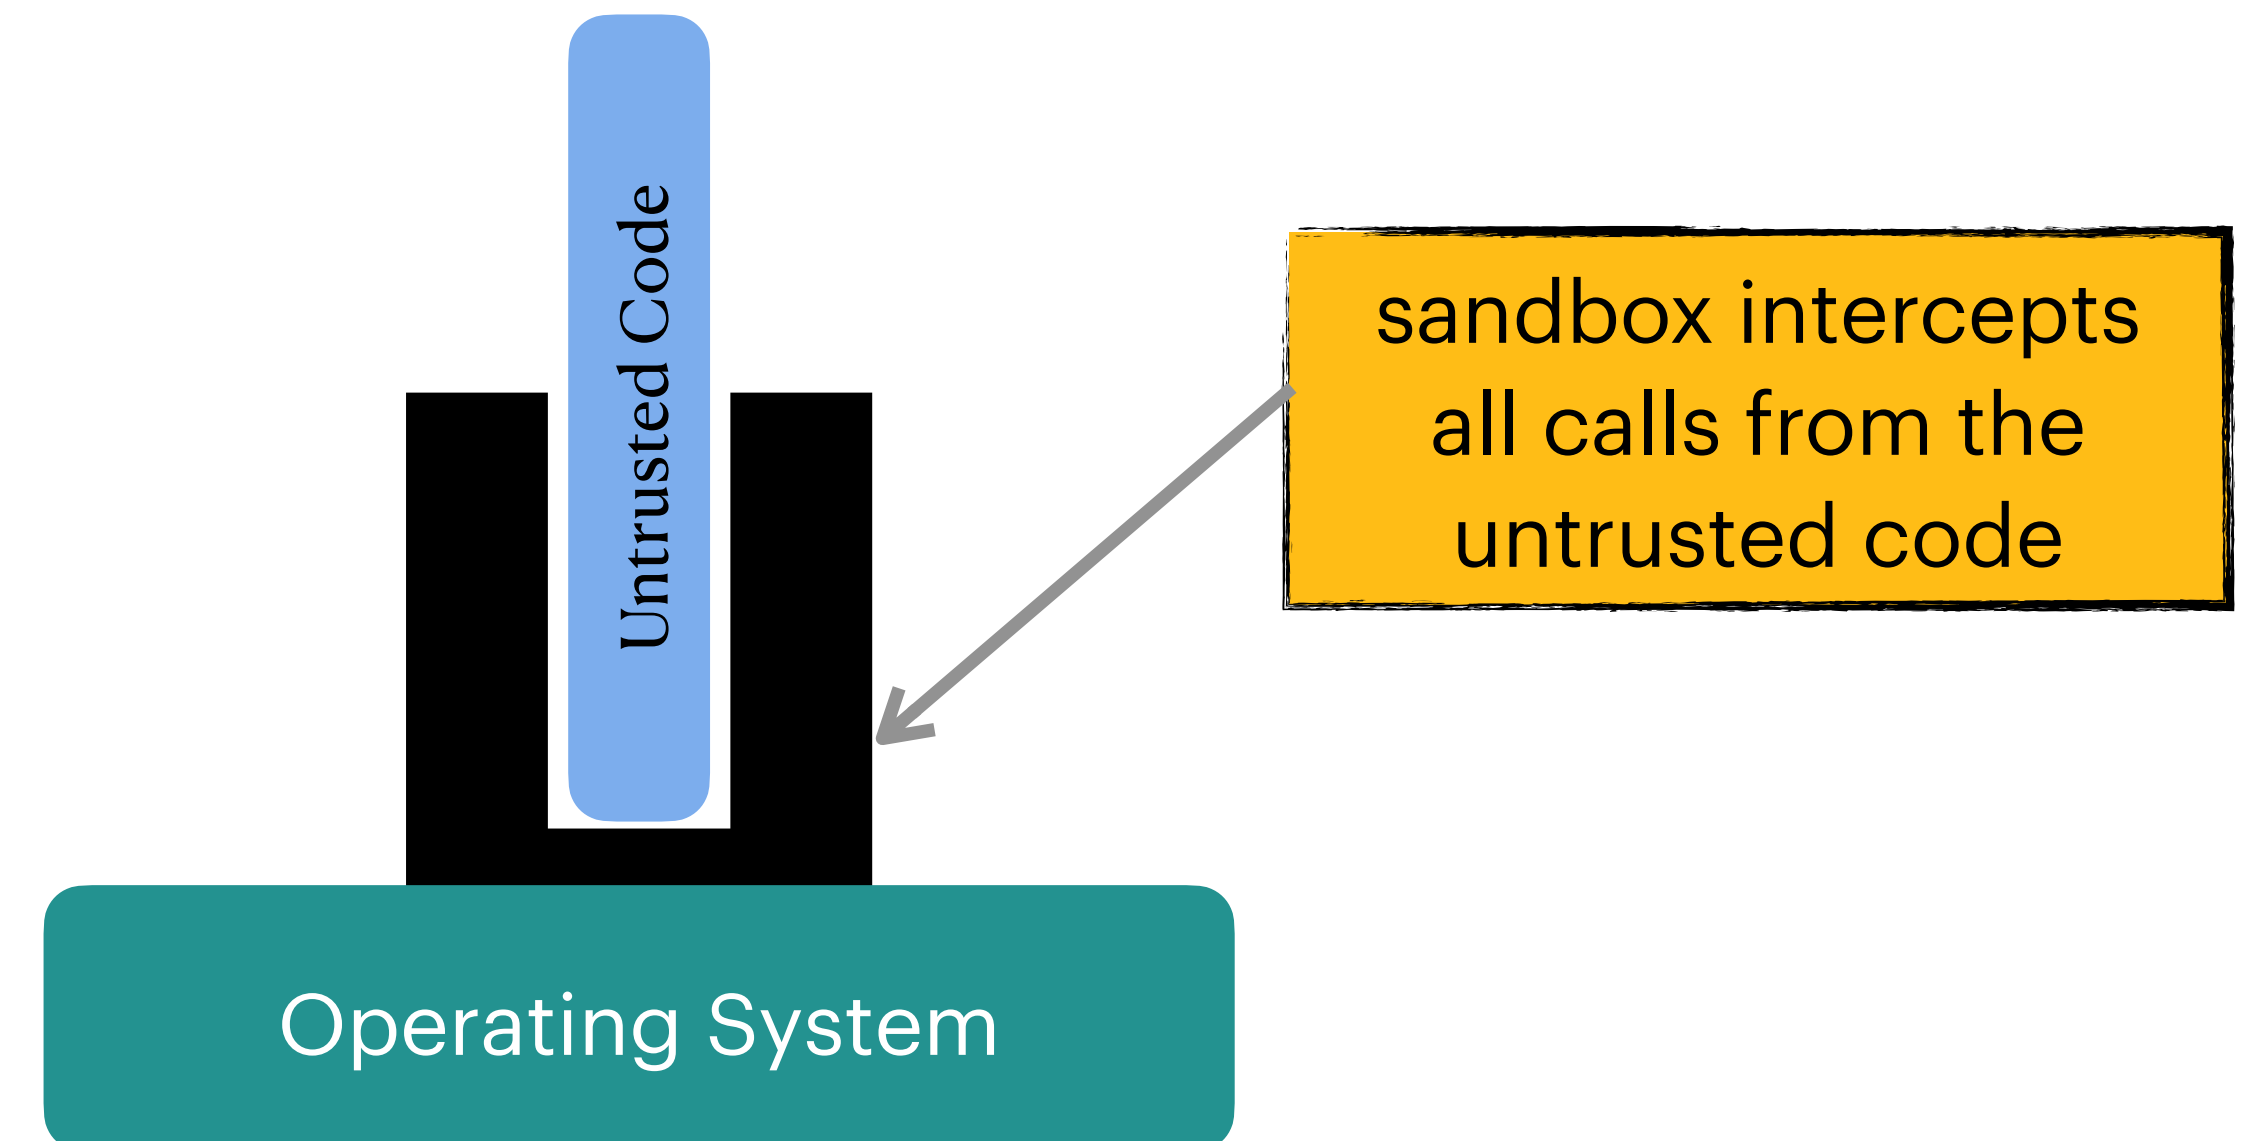 Untrusted Code
sandbox intercepts
all calls from the
untrusted code
Operating System